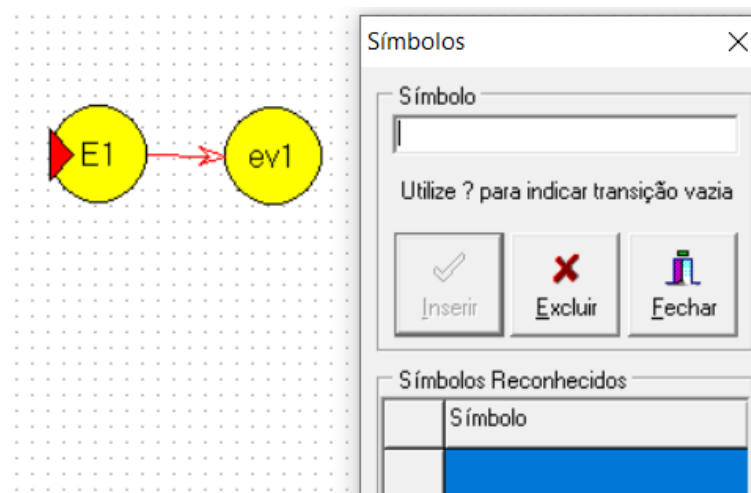 E1
ev1
Símbolos
Símbolo
Utilize ? para indicar transição vazia
Inserir
Excluir
Fechar
Símbolos Reconhecidos
Símbolo